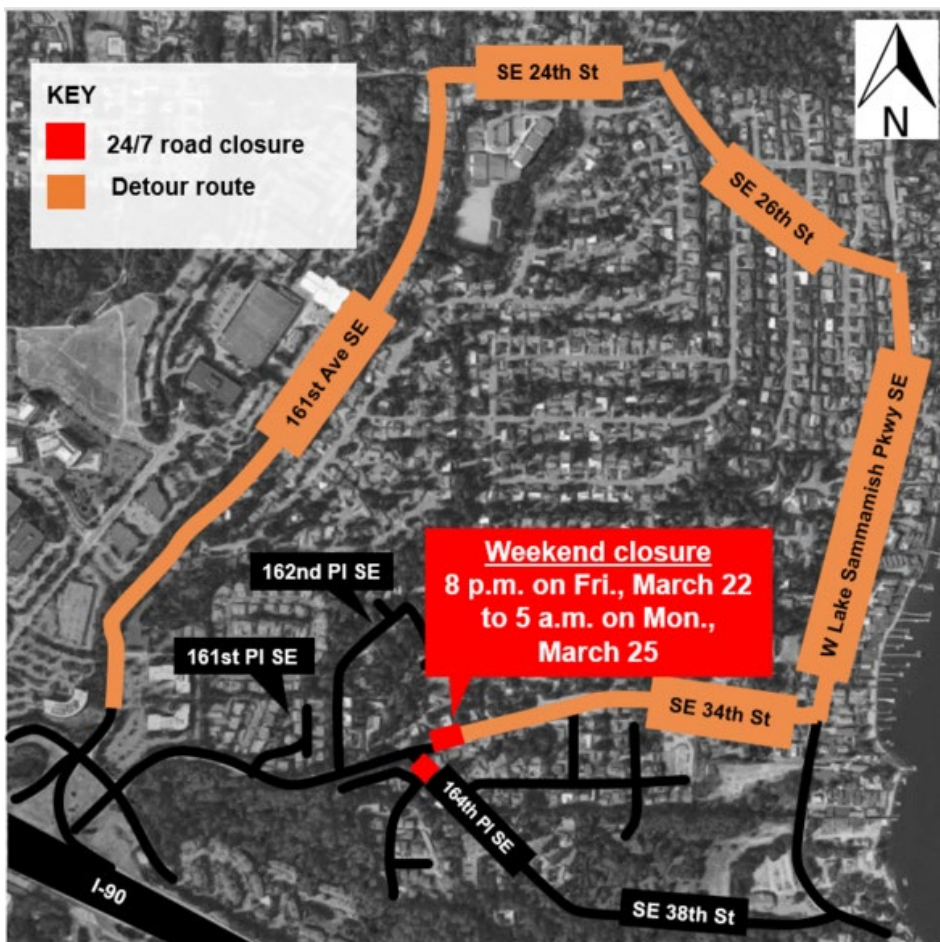 SE 24th St
KEY
24/7 road closure
Detour route
N
SE 26th St
161st Ave SE
W Lake Sammamish Pkwy SE
162nd Pl SE
Weekend closure
8 p.m. on Fri., March 22
to 5 a.m. on Mon.,
March 25
161st Pl SE
SE 34th St
164th Pl SE
I-90
SE 38th St